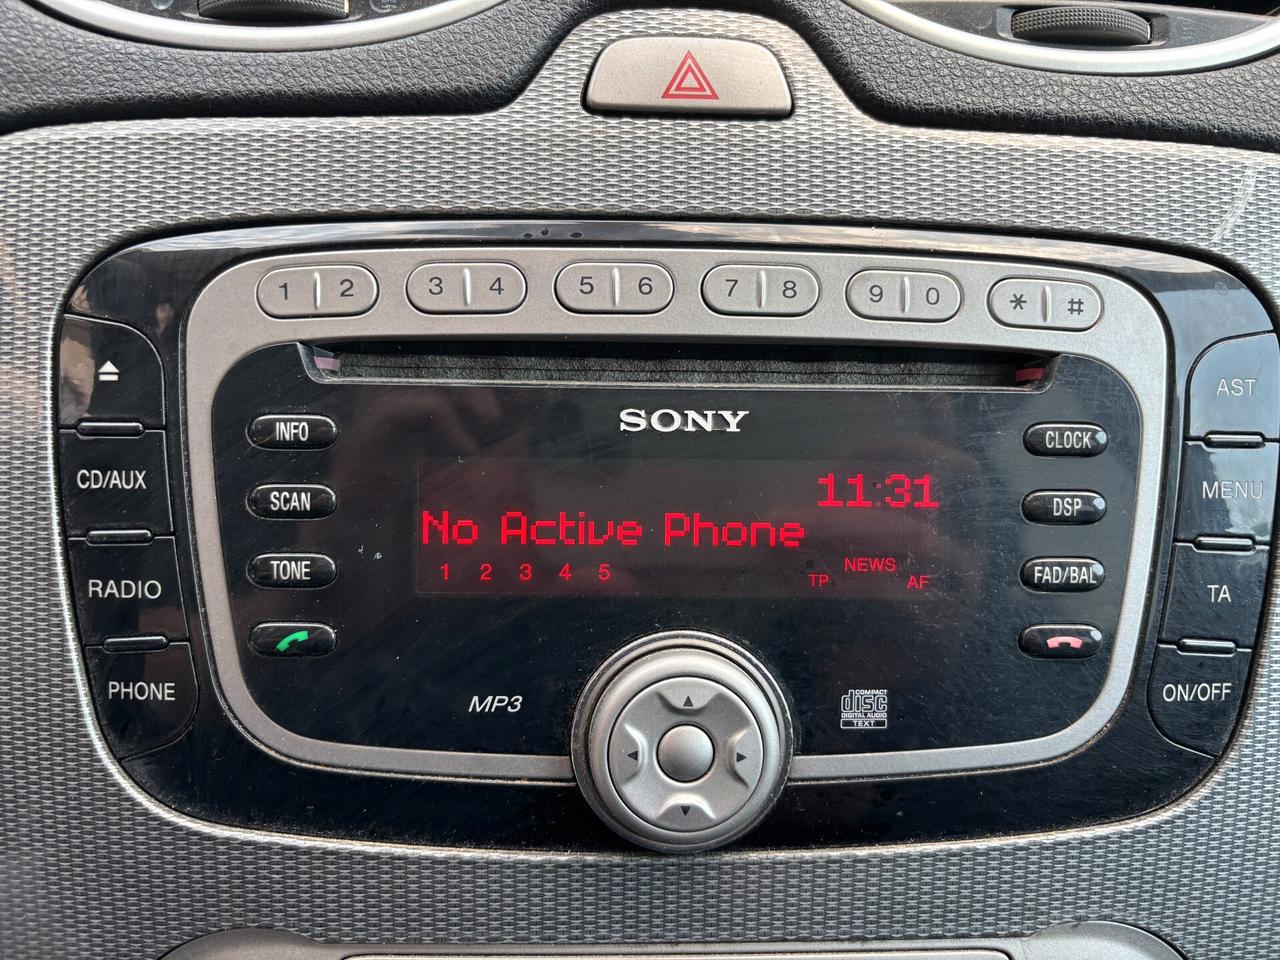 1 2 3 4 5 6 7 8 9 0 * #
SONY
INFO
CLOCK
AST
CD/AUX
SCAN
11:31
DSP
MENU
No Active Phone
RADIO
TONE
1 2 3 4 5
TP NEWS AF
FAD/BAL
TA
PHONE
MP3
COMPACT
disc
DIGITAL AUDIO
TEXT
ON/OFF